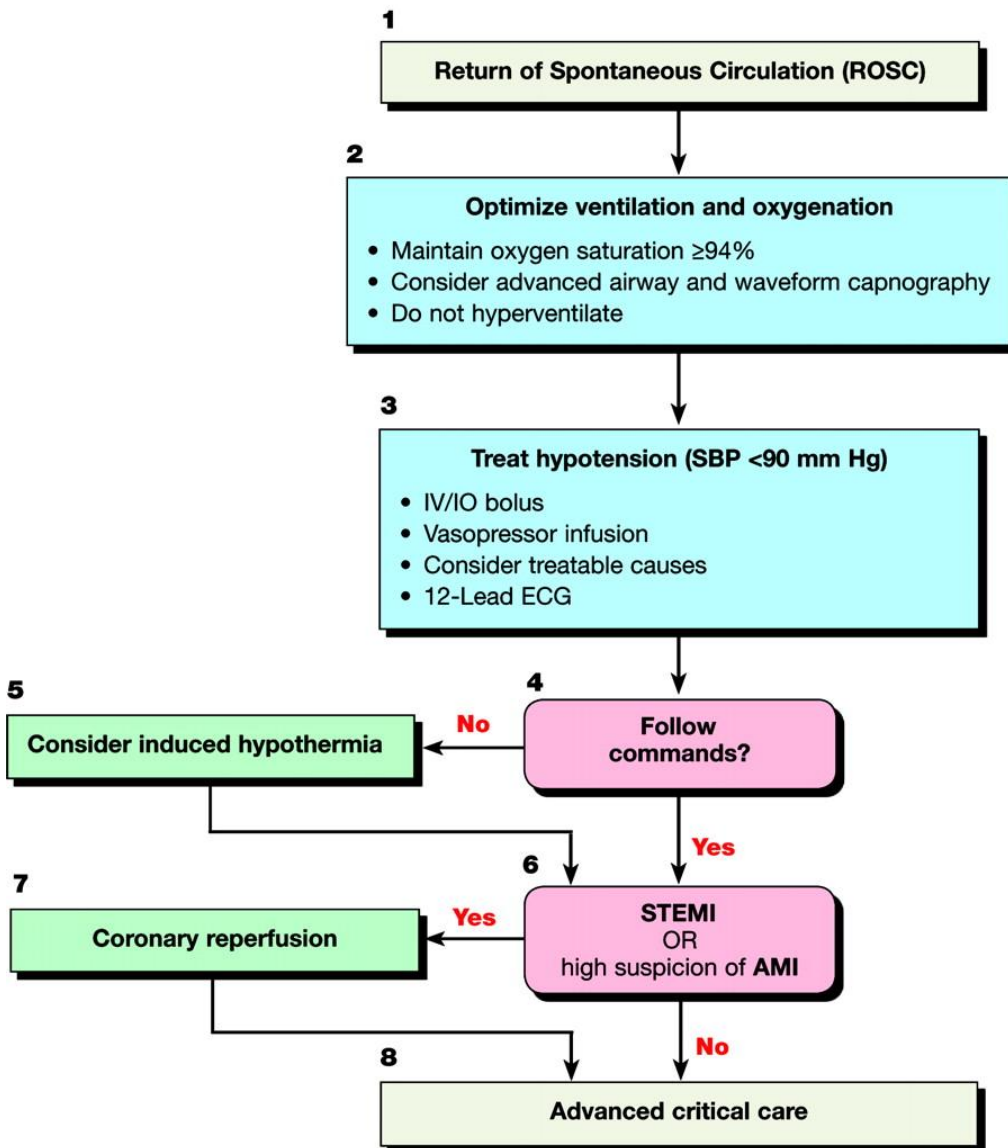 1
Return of Spontaneous Circulation (ROSC)
2
Optimize ventilation and oxygenation
• Maintain oxygen saturation ≥94%
• Consider advanced airway and waveform capnography
• Do not hyperventilate
3
Treat hypotension (SBP <90 mm Hg)
• IV/IO bolus
• Vasopressor infusion
• Consider treatable causes
• 12-Lead ECG
4
Follow
commands?
No
5
Consider induced hypothermia
Yes
6
STEMI
OR
high suspicion of AMI
Yes
7
Coronary reperfusion
No
8
Advanced critical care